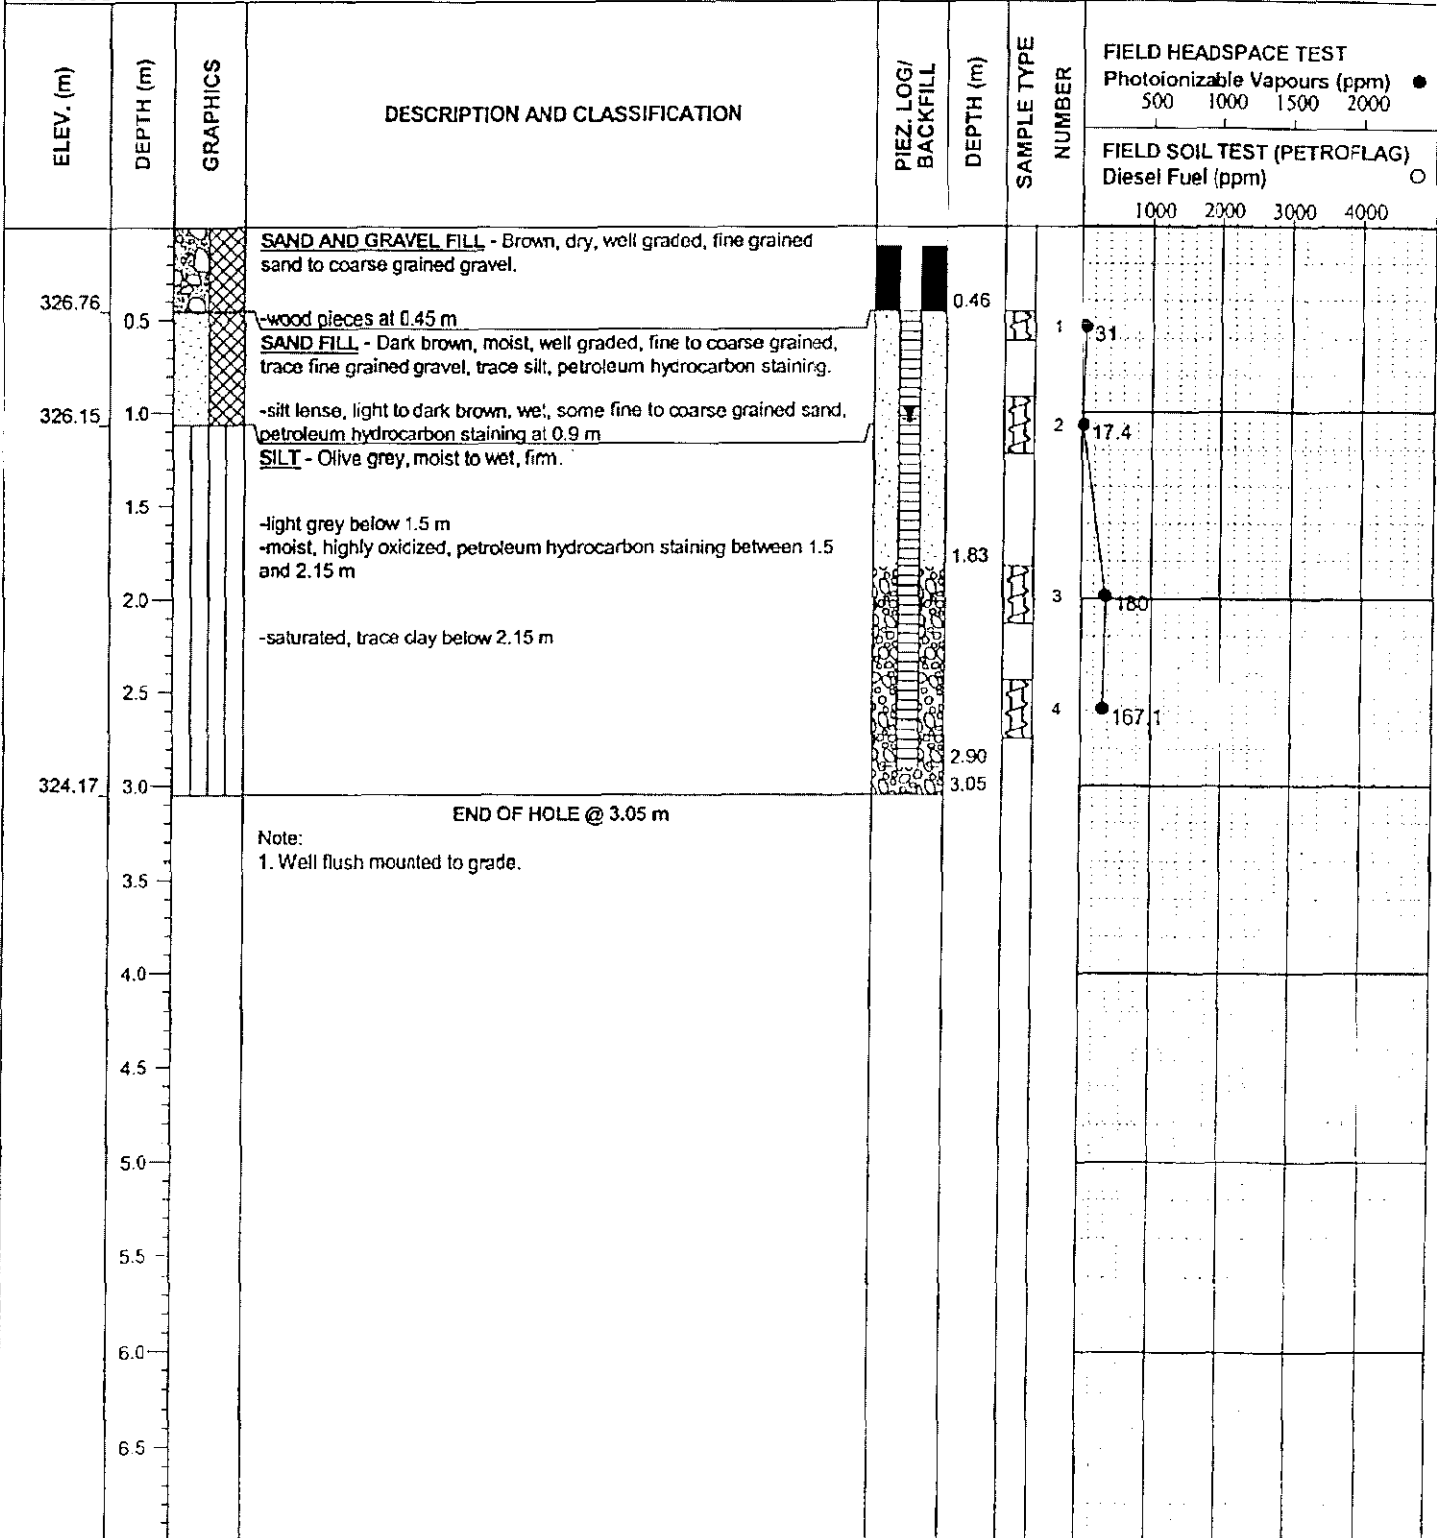 ELEV. (m)
DEPTH (m)
GRAPHICS
DESCRIPTION AND CLASSIFICATION
PIEZ. LOG/
BACKFILL
DEPTH (m)
SAMPLE TYPE
NUMBER
FIELD HEADSPACE TEST
Photoionizable Vapours (ppm) ●
500 1000 1500 2000
FIELD SOIL TEST (PETROFLAG)
Diesel Fuel (ppm) ○
1000 2000 3000 4000
SAND AND GRAVEL FILL - Brown, dry, well graded, fine grained
sand to coarse grained gravel.
326.76
0.46
-wood pieces at 0.45 m
0.5
1
31
SAND FILL - Dark brown, moist, well graded, fine to coarse grained,
trace fine grained gravel, trace silt, petroleum hydrocarbon staining.
326.15
1.0
-silt lense, light to dark brown, wet, some fine to coarse grained sand,
petroleum hydrocarbon staining at 0.9 m
2
17.4
SILT - Olive grey, moist to wet, firm.
1.5
-light grey below 1.5 m
-moist, highly oxidized, petroleum hydrocarbon staining between 1.5
and 2.15 m
1.83
2.0
3
180
-saturated, trace clay below 2.15 m
2.5
4
167.1
2.90
324.17
3.0
3.05
END OF HOLE @ 3.05 m
Note:
1. Well flush mounted to grade.
3.5
4.0
4.5
5.0
5.5
6.0
6.5